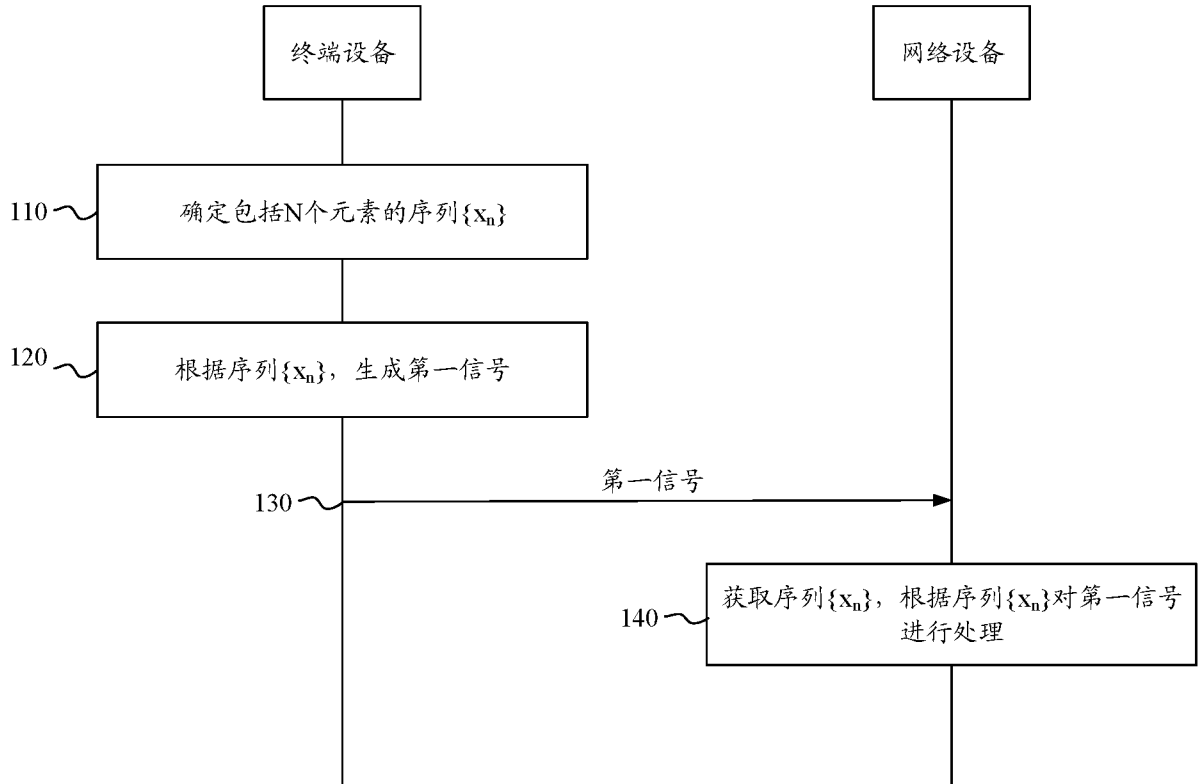 终端设备
网络设备
110
确定包括N个元素的序列{xn}
120
根据序列{xn}，生成第一信号
第一信号
130
获取序列{xn}，根据序列{xn}对第一信号
进行处理
140